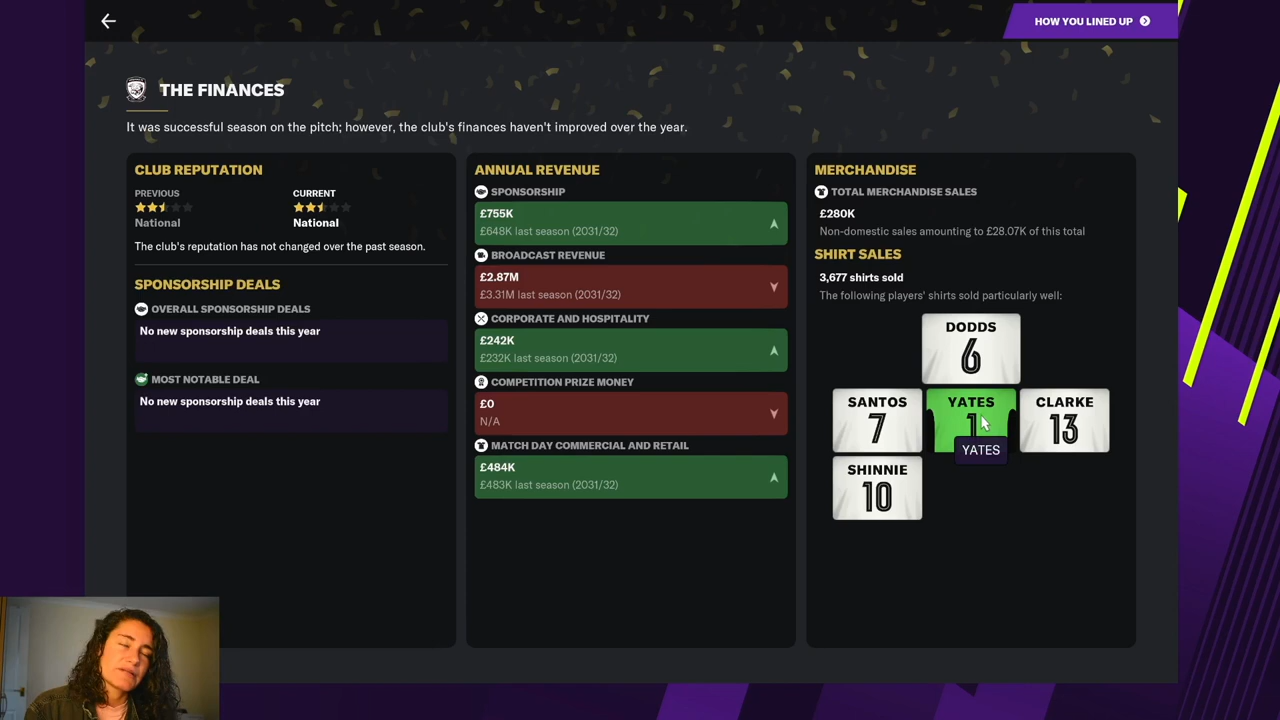 HOW YOU LINED UP
THE FINANCES
It was successful season on the pitch; however, the club's finances haven't improved over the year.
CLUB REPUTATION
PREVIOUS
National
CURRENT
National
The club's reputation has not changed over the past season.
SPONSORSHIP DEALS
OVERALL SPONSORSHIP DEALS
No new sponsorship deals this year
MOST NOTABLE DEAL
No new sponsorship deals this year
ANNUAL REVENUE
SPONSORSHIP
£755K
£648K last season (2031/32)
BROADCAST REVENUE
£2.87M
£3.31M last season (2031/32)
CORPORATE AND HOSPITALITY
£242K
£232K last season (2031/32)
COMPETITION PRIZE MONEY
£0
N/A
MATCH DAY COMMERCIAL AND RETAIL
£484K
£483K last season (2031/32)
MERCHANDISE
TOTAL MERCHANDISE SALES
£280K
Non-domestic sales amounting to £28.07K of this total
SHIRT SALES
3,677 shirts sold
The following players' shirts sold particularly well:
DODDS
6
SANTOS
7
YATES
1
YATES
CLARKE
13
SHINNIE
10